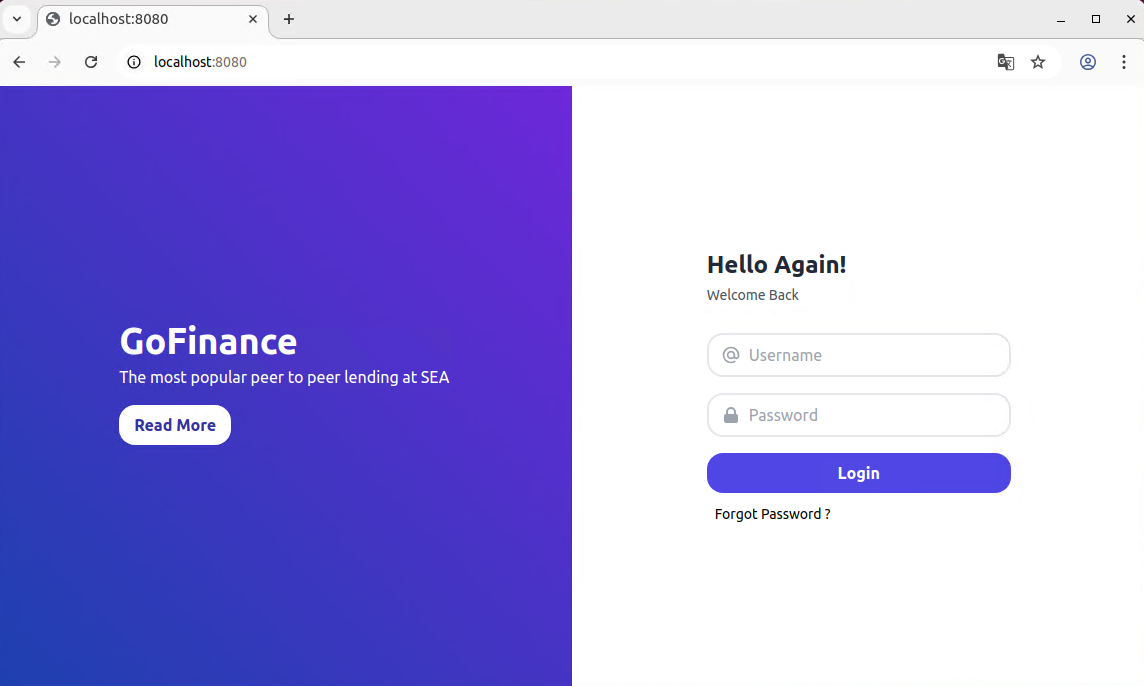 localhost:8080
localhost:8080
GoFinance
The most popular peer to peer lending at SEA
Read More
Hello Again!
Welcome Back
Username
Password
Login
Forgot Password ?